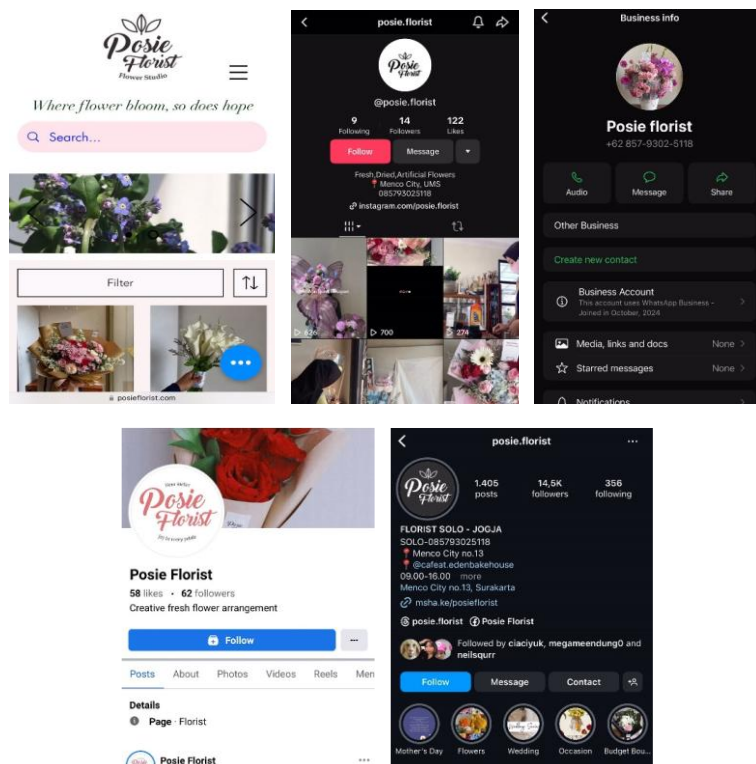 Posie
Florist
Flower Studio
Where flower bloom, so does hope
Search...
Filter
posieflorist.com
posie.florist
Posie
Florist
@posie.florist
9 14 122
Following Followers Likes
Follow Message
Fresh,Dried,Artificial Flowers
Menco City, UMS
085793025118
instagram.com/posie.florist
826 700 274
Business info
Posie florist
+62 857-9302-5118
Audio Message Share
Other Business
Create new contact
Business Account
This account uses WhatsApp Business -
Joined in October, 2024
Media, links and docs None
Starred messages None
Notifications
Posie
Florist
Posie Florist
58 likes • 62 followers
Creative fresh flower arrangement
Follow
Posts About Photos Videos Reels Men
Details
Page · Florist
Posie Florist
posie.florist
Posie
Florist
1.405 14,5K 356
posts followers following
FLORIST SOLO - JOGJA
SOLO-085793025118
Menco City no.13
@cafeat.edenbakehouse
09.00-16.00 more
Menco City no.13, Surakarta
msha.ke/posieflorist
posie.florist Posie Florist
Followed by ciaciyuk, megameendung0 and
neilsqurr
Follow Message Contact
Mother's Day Flowers Wedding Occasion Budget Bou...